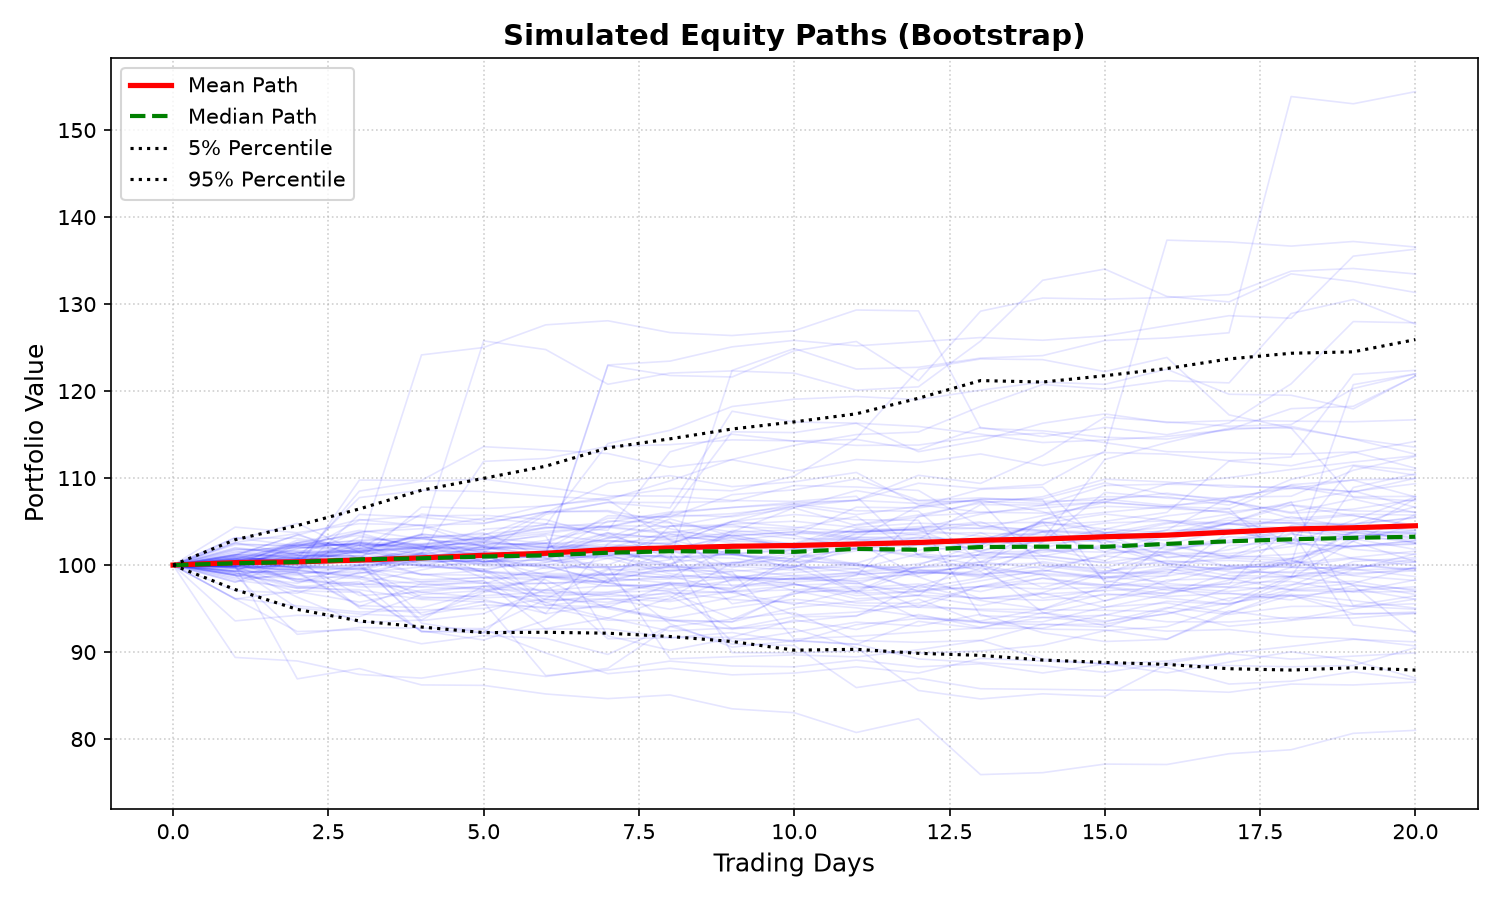 Simulated Equity Paths (Bootstrap)
Mean Path
Median Path
5% Percentile
95% Percentile
Portfolio Value
150
140
130
120
110
100
90
80
0.0 2.5 5.0 7.5 10.0 12.5 15.0 17.5 20.0
Trading Days